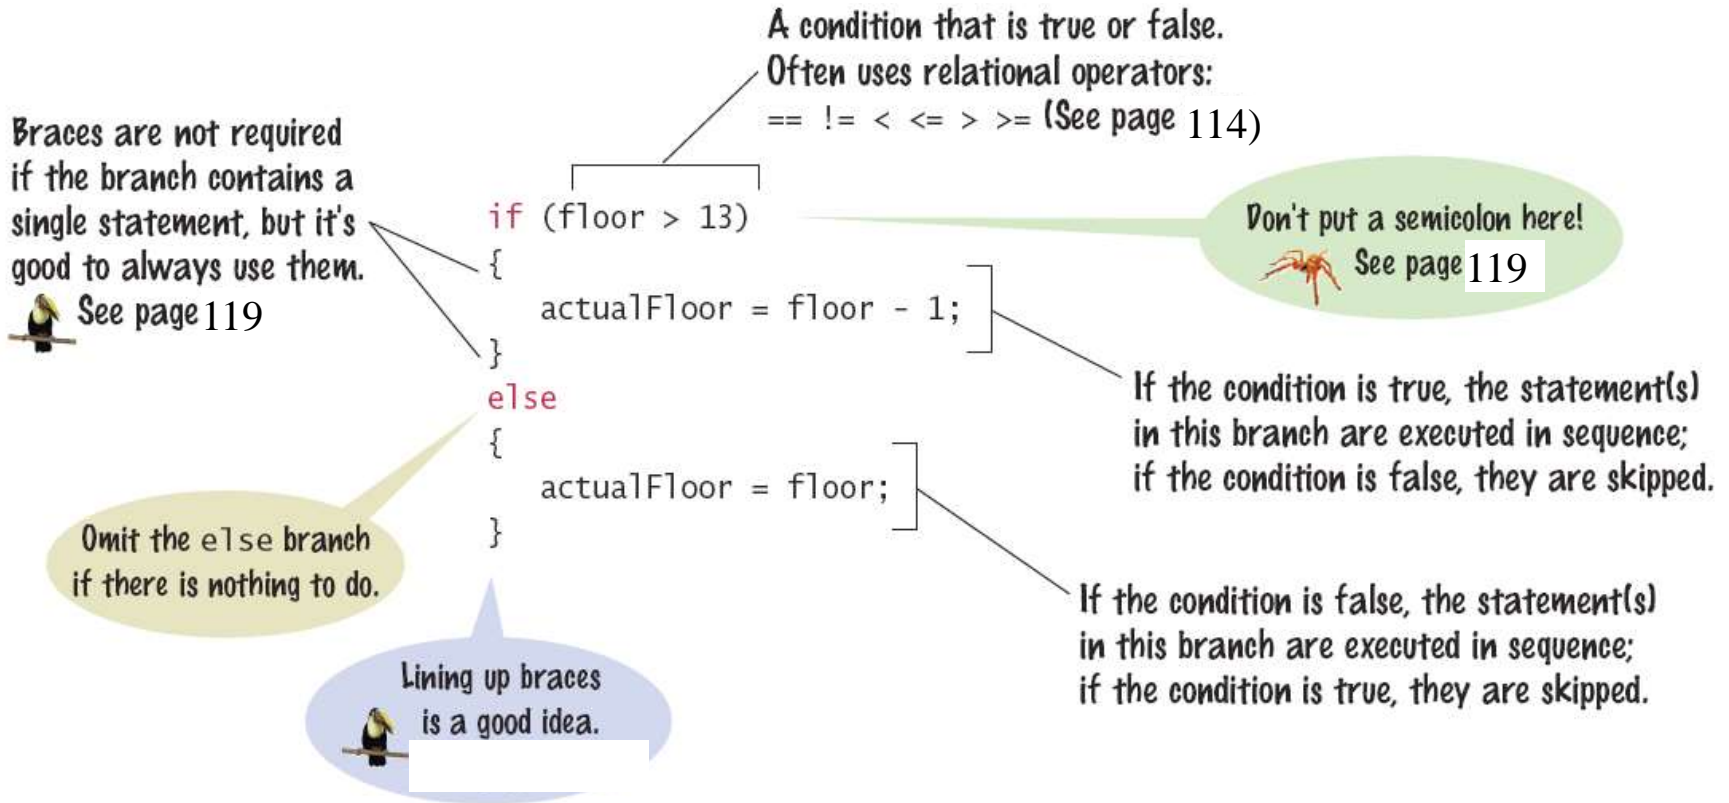 A condition that is true or false.
Often uses relational operators:
== != < <= > >= (See page 114)
Braces are not required
if the branch contains a
single statement, but it's
good to always use them.
See page 119
if (floor > 13)
{
actualFloor = floor - 1;
}
else
{
actualFloor = floor;
}
Don't put a semicolon here!
See page 119
If the condition is true, the statement(s)
in this branch are executed in sequence;
if the condition is false, they are skipped.
Omit the else branch
if there is nothing to do.
If the condition is false, the statement(s)
in this branch are executed in sequence;
if the condition is true, they are skipped.
Lining up braces
is a good idea.